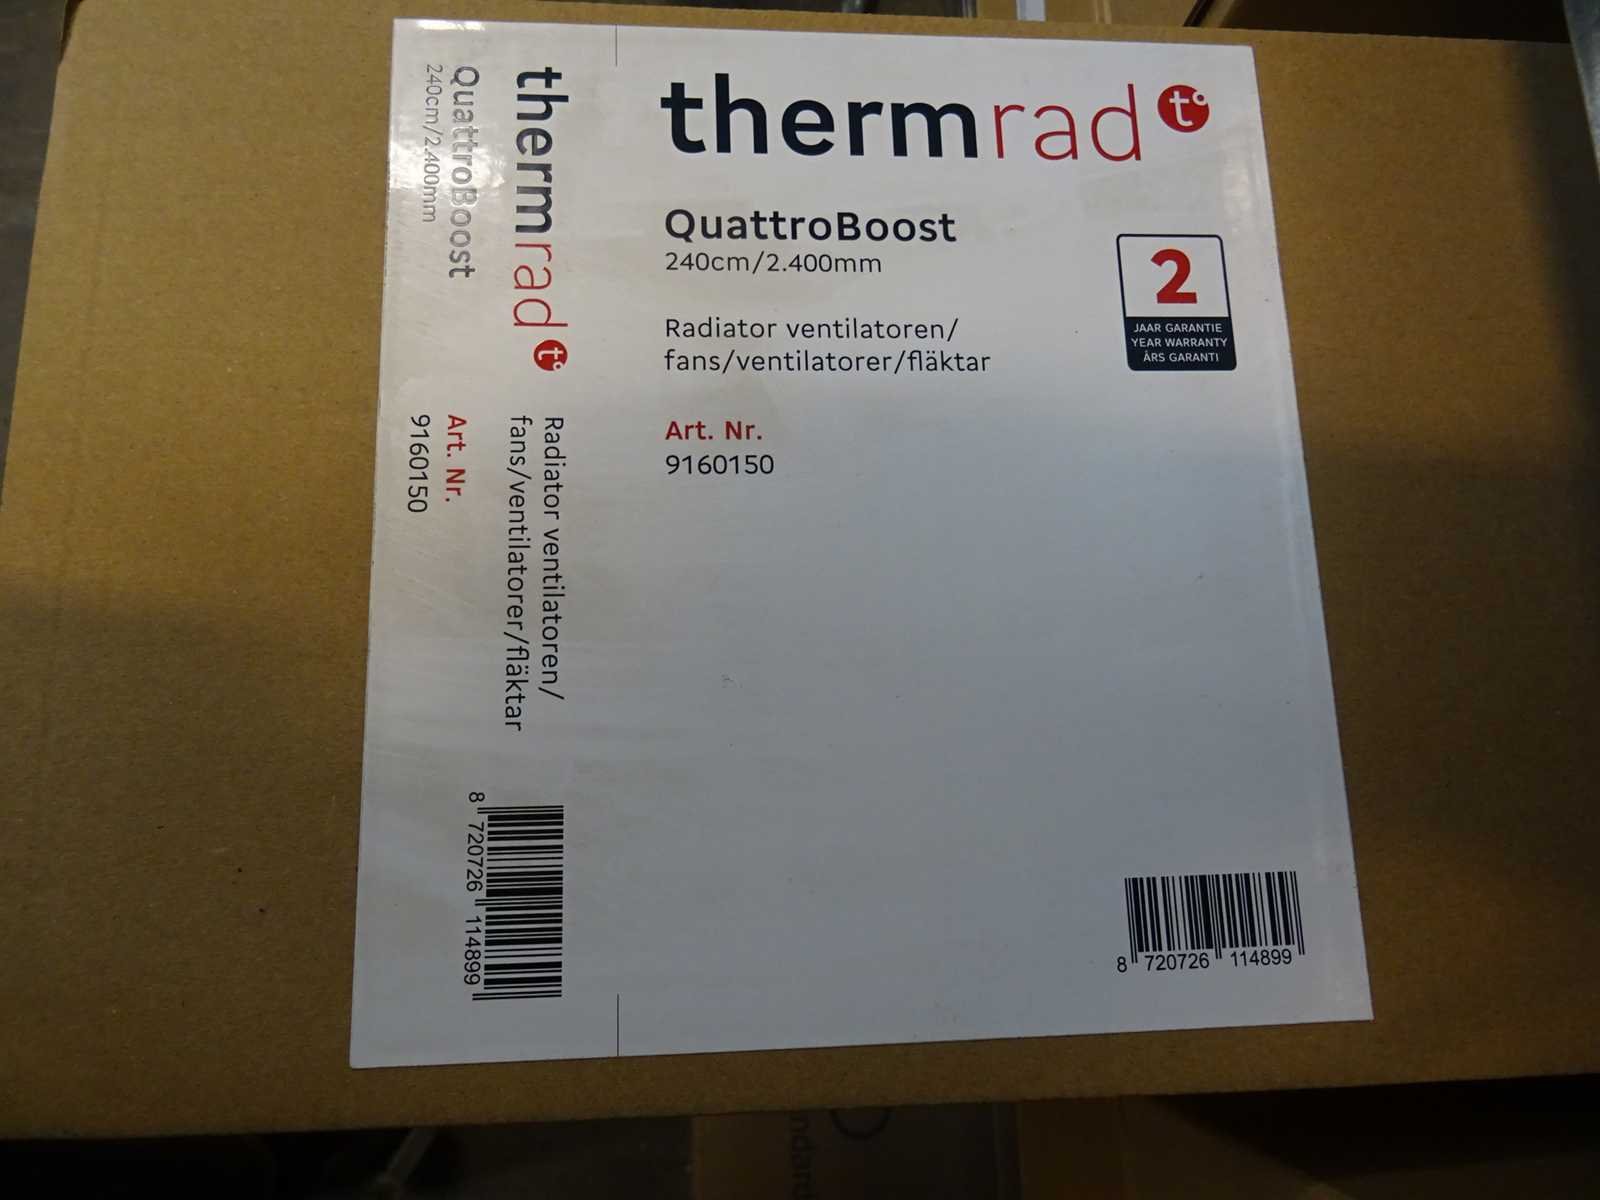 thermrad t°
QuattroBoost
240cm/2.400mm
Radiator ventilatoren/
fans/ventilatorer/fläktar
Art. Nr.
9160150
2
JAAR GARANTIE
YEAR WARRANTY
ÅRS GARANTI
8 720726 114899
thermrad t°
QuattroBoost
240cm/2.400mm
Radiator ventilatoren/
fans/ventilatorer/fläktar
Art. Nr.
9160150
8 720726 114899